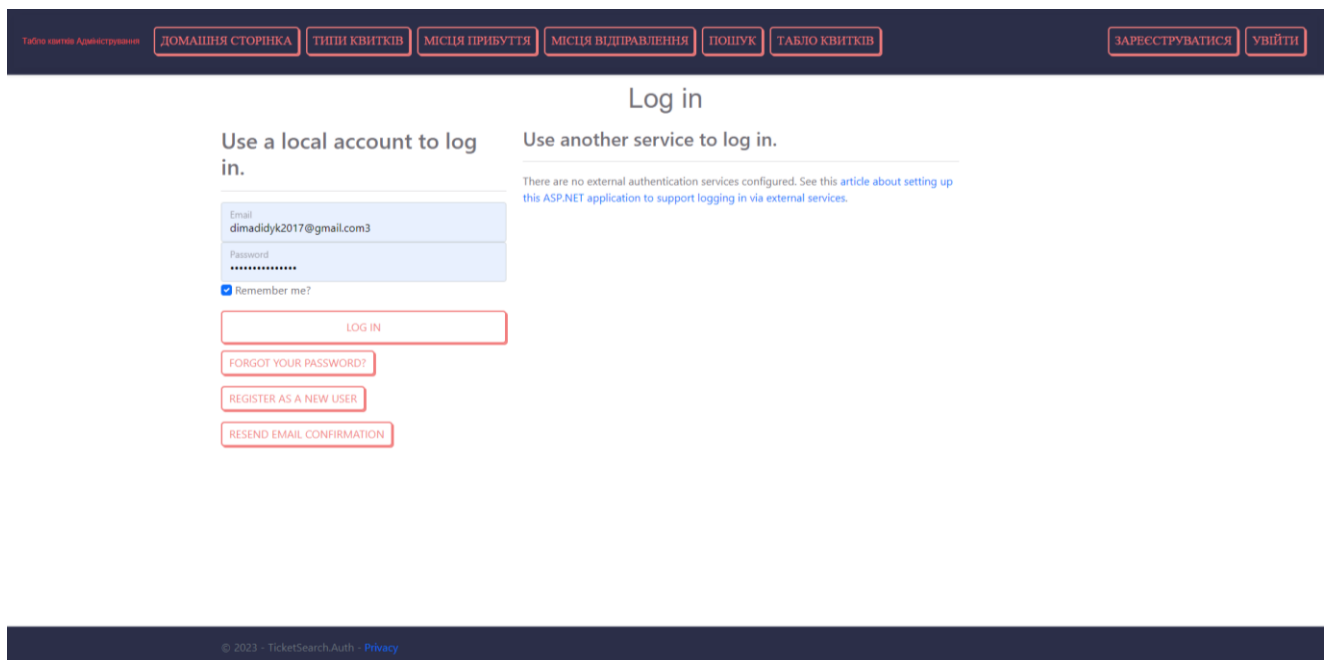 Табло квитків Адміністрування
ДОМАШНЯ СТОРІНКА
ТИПИ КВИТКІВ
МІСЦЯ ПРИБУТТЯ
МІСЦЯ ВІДПРАВЛЕННЯ
ПОШУК
ТАБЛО КВИТКІВ
ЗАРЕЄСТРУВАТИСЯ
УВІЙТИ
Log in
Use a local account to log
in.
Email
dimadidyk2017@gmail.com3
Password
•••••••••••••••
Remember me?
LOG IN
FORGOT YOUR PASSWORD?
REGISTER AS A NEW USER
RESEND EMAIL CONFIRMATION
Use another service to log in.
There are no external authentication services configured. See this article about setting up
this ASP.NET application to support logging in via external services.
© 2023 - TicketSearch.Auth - Privacy